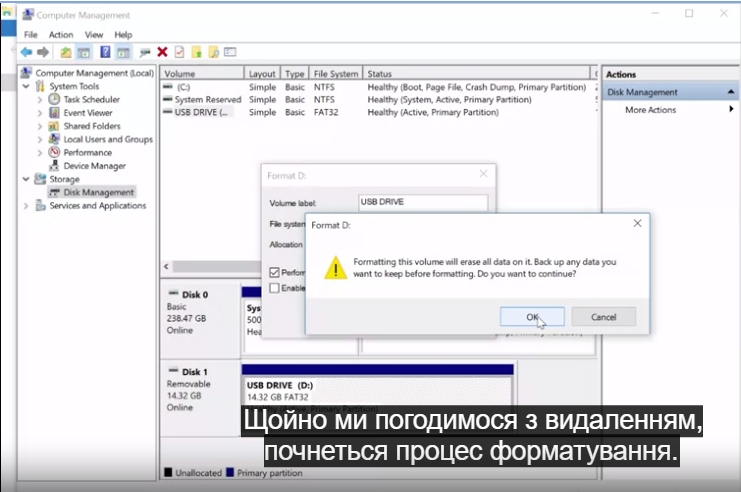 Computer Management
File Action View Help
Computer Management (Local)
System Tools
Task Scheduler
Event Viewer
Shared Folders
Local Users and Groups
Performance
Device Manager
Storage
Disk Management
Services and Applications
Volume Layout Type File System Status
(C:) Simple Basic NTFS Healthy (Boot, Page File, Crash Dump, Primary Partition)
System Reserved Simple Basic NTFS Healthy (System, Active, Primary Partition)
USB DRIVE (... Simple Basic FAT32 Healthy (Active, Primary Partition)
Actions
Disk Management
More Actions
Format D:
Volume label: USB DRIVE
File system
Allocation
Perform
Enable
Format D:
Formatting this volume will erase all data on it. Back up any data you
want to keep before formatting. Do you want to continue?
OK Cancel
Disk 0
Basic
238.47 GB
Online
Sys
500
Hea
Disk 1
Removable
14.32 GB
Online
USB DRIVE (D:)
14.32 GB FAT32
Healthy (Active, Primary Partition)
Щойно ми погодимося з видаленням,
почнеться процес форматування.
Unallocated Primary partition